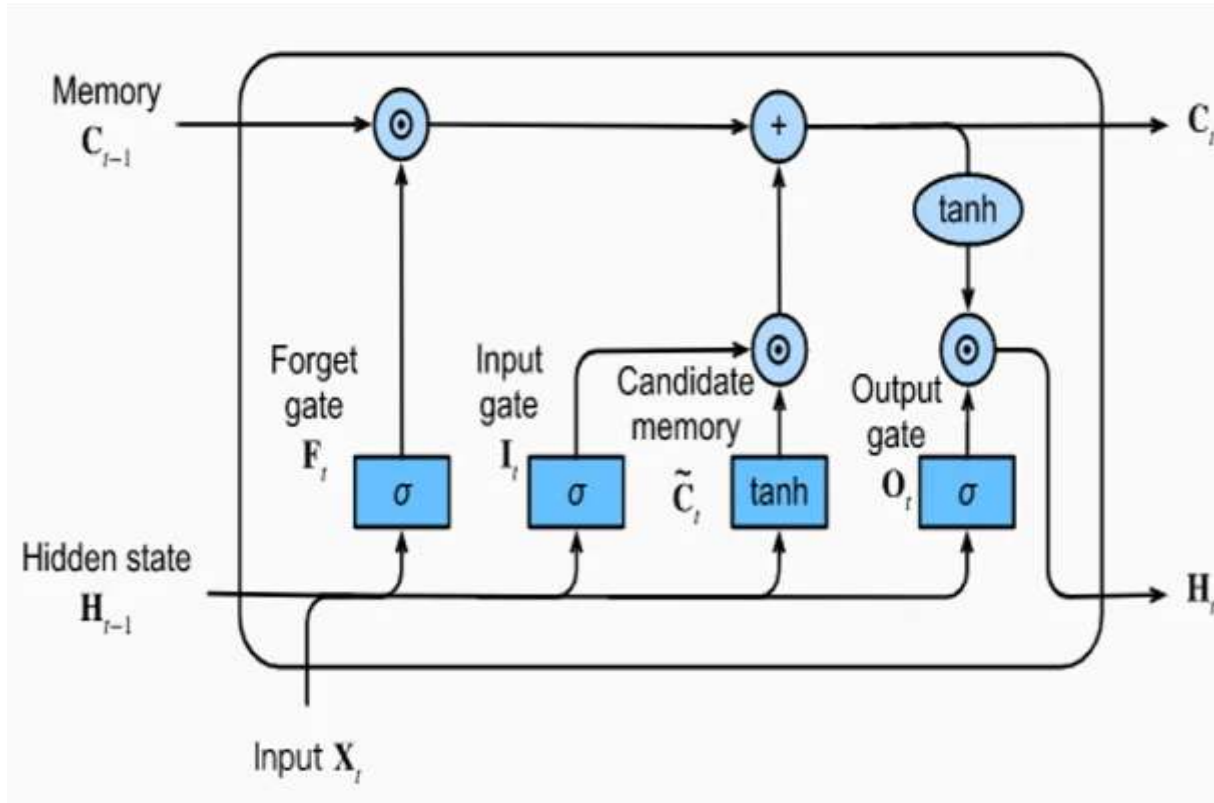 Memory
C_{t-1}
⊙
+
C_t
tanh
⊙
⊙
Forget
gate
F_t
Input
gate
I_t
Candidate
memory
C̃_t
Output
gate
O_t
σ
σ
tanh
σ
Hidden state
H_{t-1}
H_t
Input X_t